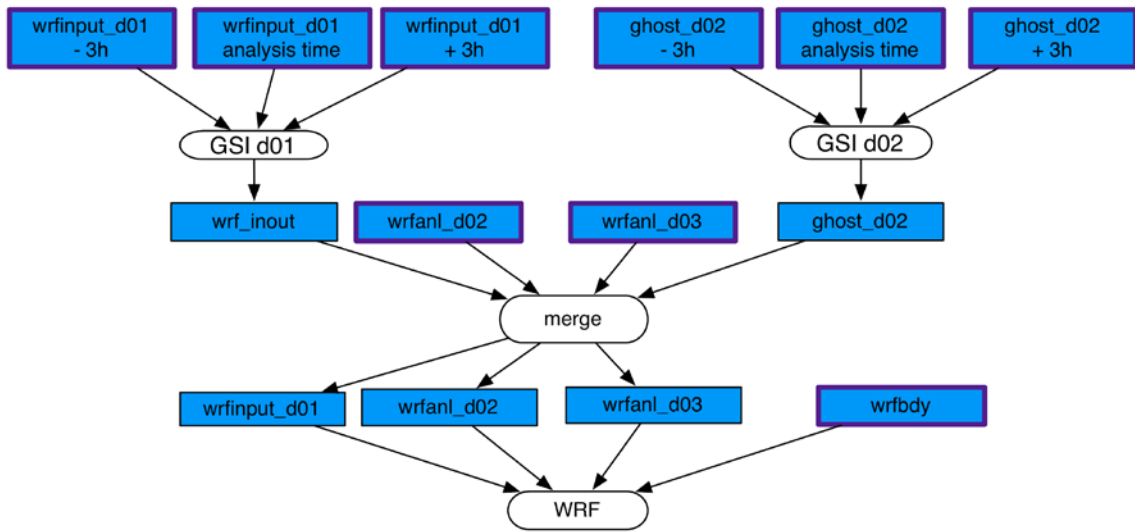 wrfinput_d01
- 3h
wrfinput_d01
analysis time
wrfinput_d01
+ 3h
ghost_d02
- 3h
ghost_d02
analysis time
ghost_d02
+ 3h
GSI d01
GSI d02
wrf_inout
wrfanl_d02
wrfanl_d03
ghost_d02
merge
wrfinput_d01
wrfanl_d02
wrfanl_d03
wrfbdy
WRF